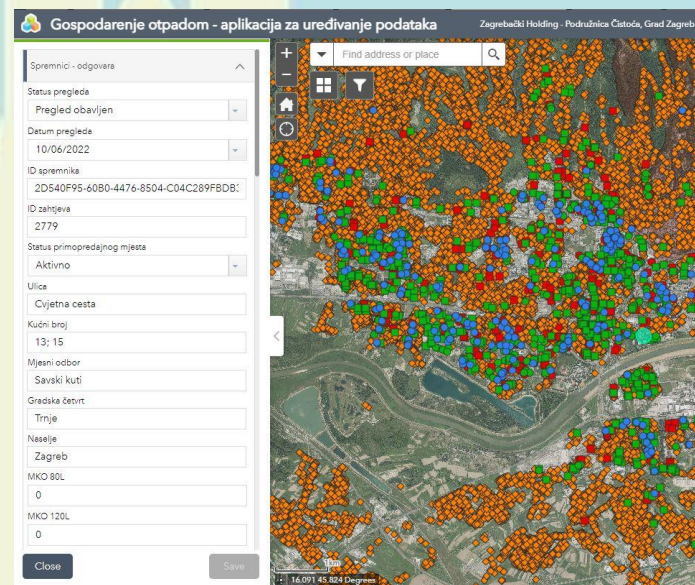 Gospodarenje otpadom - aplikacija za uređivanje podataka
Zagrebački Holding - Podružnica Čistoća, Grad Zagreb
Spremnici - odgovara
Status pregleda
Pregled obavljen
Datum pregleda
10/06/2022
ID spremnika
2D540F95-60B0-4476-8504-C04C289FBDB
ID zahtjeva
2779
Status primopredajnog mjesta
Aktivno
Ulica
Cvjetna cesta
Kućni broj
13; 15
Mjesni odbor
Savski kuti
Gradska četvrt
Trnje
Naselje
Zagreb
MKO 80L
0
MKO 120L
0
Close
Save
+
Find address or place
−
1km
16.091 45.824 Degrees